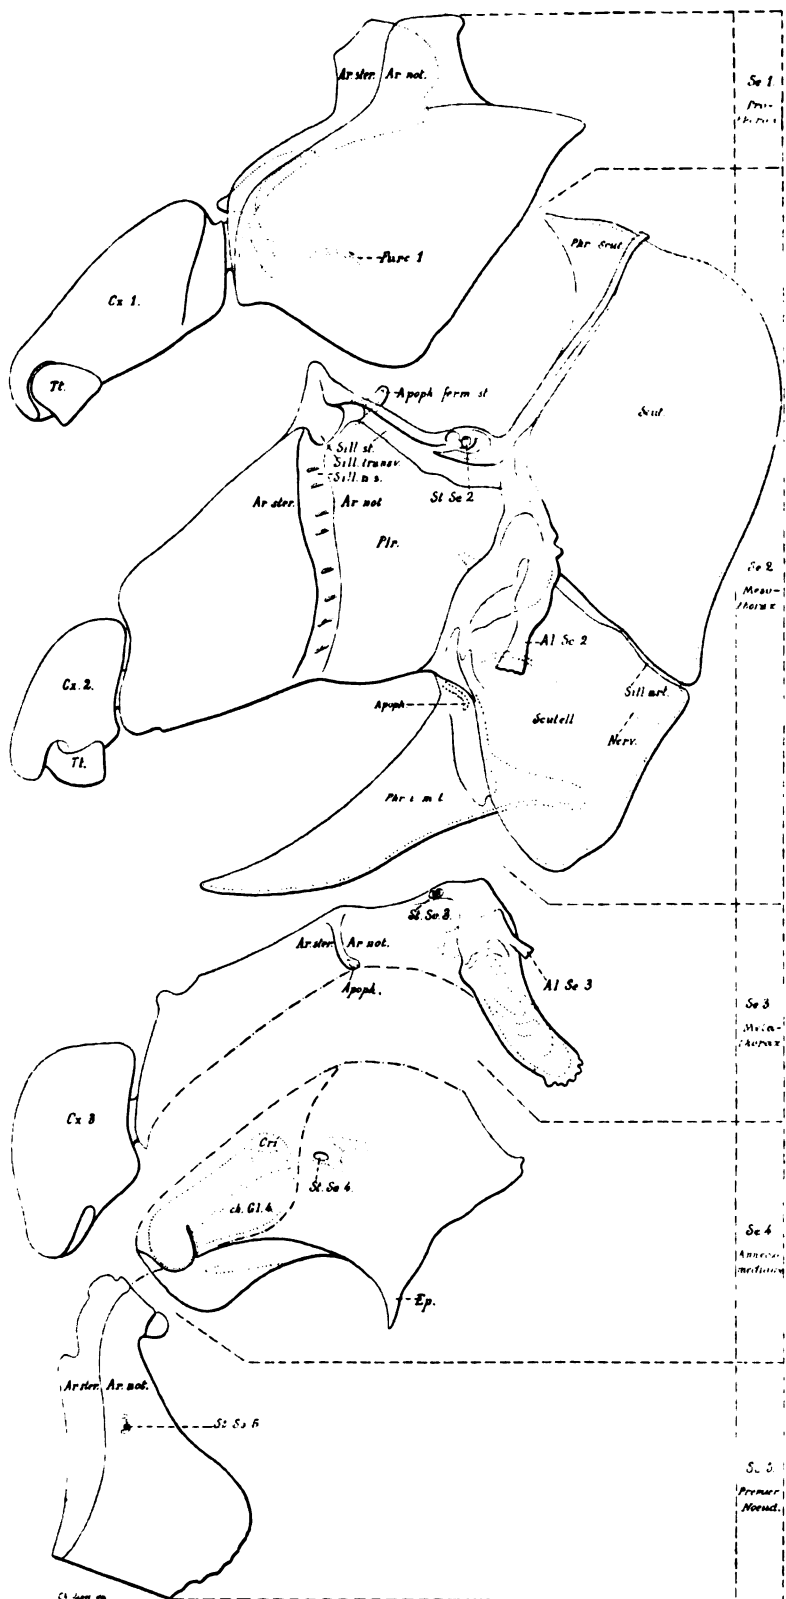 Ar.ster. Ar not.
Se 1
Pro-
thorax
Phr Scut.
Furc 1
Cx 1.
Tt.
Apoph ferm st
Scut.
Sill st.
Sill. transv.
Sill. n s.
Ar ster. Ar not
St Se 2
Plr.
Se 2
Meso-
thorax
Al Se 2
Cx. 2.
Sill art.
Apoph
Scutell
Nerv.
Tt.
St. Se. 3.
Ar.ster. Ar not.
Al Se 3
Apoph.
Se 3
Meta-
thorax
Cx 3
Cri
St. Se 4.
ch. Gl. 4.
Se 4
Ep.
Ar ster. Ar. not.
St Se 5
Se 5.
Premier
Noeud.